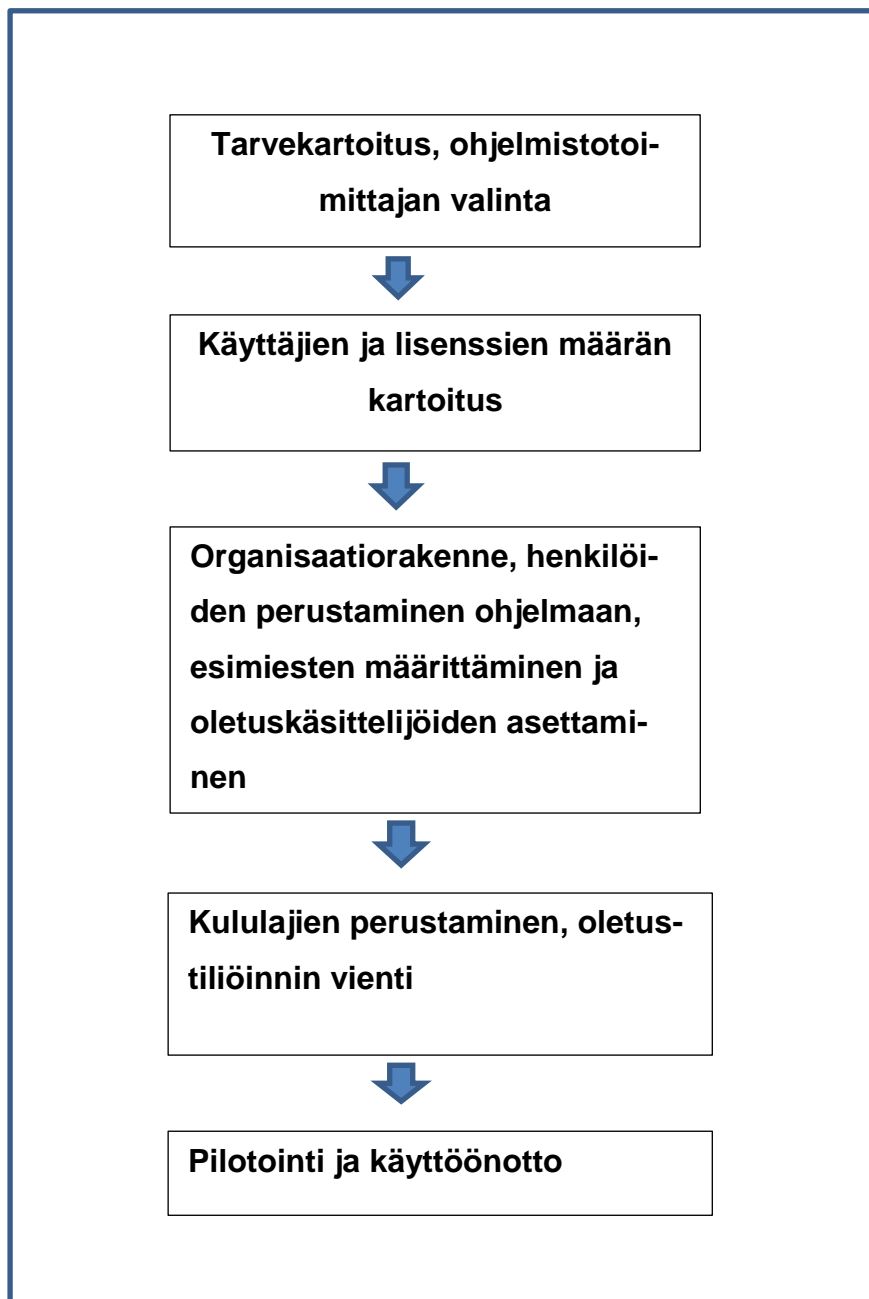 Tarvekartoitus, ohjelmistotoi-
mittajan valinta
Käyttäjien ja lisenssien määrän
kartoitus
Organisaatiorakenne, henkilöi-
den perustaminen ohjelmaan,
esimiesten määrittäminen ja
oletuskäsittelijöiden asettami-
nen
Kululajien perustaminen, oletus-
tiliöinnin vienti
Pilotointi ja käyttöönotto